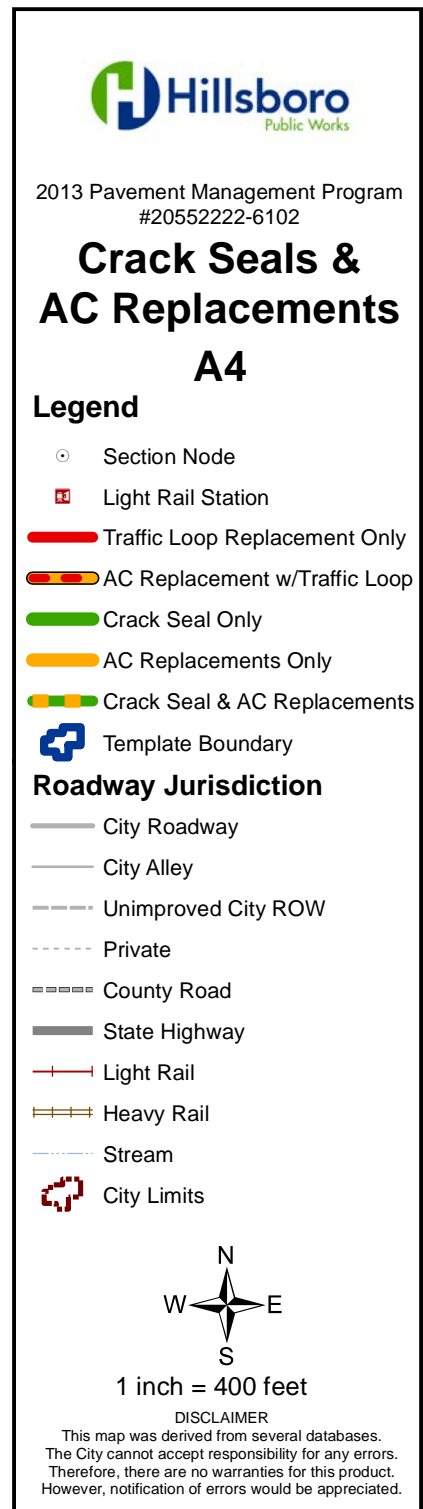 Hillsboro
Public Works
2013 Pavement Management Program
#20552222-6102
Crack Seals &
AC Replacements
A4
Legend
Section Node
Light Rail Station
Traffic Loop Replacement Only
AC Replacement w/Traffic Loop
Crack Seal Only
AC Replacements Only
Crack Seal & AC Replacements
Template Boundary
Roadway Jurisdiction
City Roadway
City Alley
Unimproved City ROW
Private
County Road
State Highway
Light Rail
Heavy Rail
Stream
City Limits
N
W E
S
1 inch = 400 feet
DISCLAIMER
This map was derived from several databases.
The City cannot accept responsibility for any errors.
Therefore, there are no warranties for this product.
However, notification of errors would be appreciated.